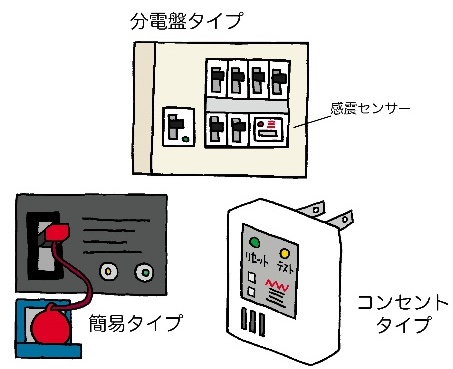 分電盤タイプ
感震センサー
簡易タイプ
リセット テスト
コンセント
タイプ